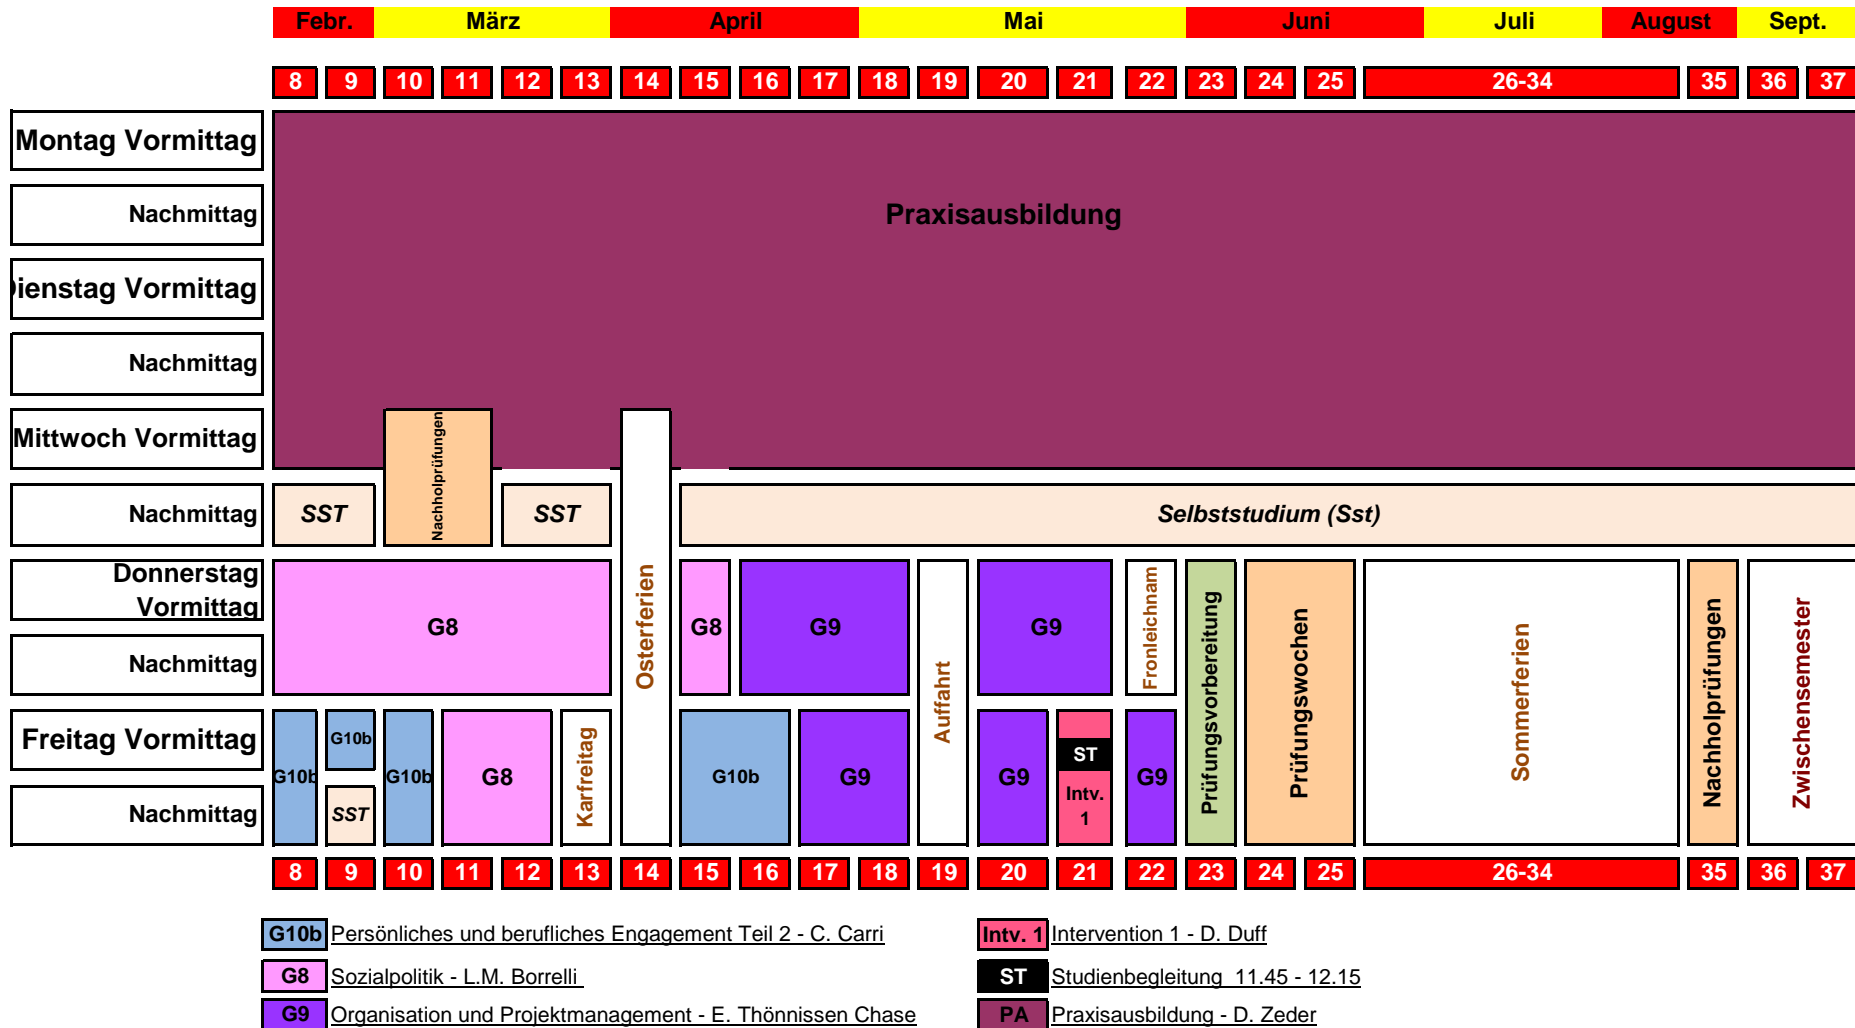 Febr. März April Mai Juni Juli August Sept.
8 9 10 11 12 13 14 15 16 17 18 19 20 21 22 23 24 25 26-34 35 36 37
Montag Vormittag
Nachmittag
Praxisausbildung
ienstag Vormittag
Nachmittag
Mittwoch Vormittag
Nachholprüfungen
Nachmittag
SST
SST
Selbststudium (Sst)
Donnerstag
Vormittag
Nachmittag
G8
Osterferien
G8
G9
Auffahrt
G9
Fronleichnam
Prüfungsvorbereitung
Prüfungswochen
Sommerferien
Nachholprüfungen
Zwischensemester
Freitag Vormittag
Nachmittag
G10b
G10b
SST
G10b
G8
Karfreitag
G10b
G9
G9
ST
Intv.
1
G9
8 9 10 11 12 13 14 15 16 17 18 19 20 21 22 23 24 25 26-34 35 36 37
G10b Persönliches und berufliches Engagement Teil 2 - C. Carri
Intv. 1 Intervention 1 - D. Duff
G8 Sozialpolitik - L.M. Borrelli
ST Studienbegleitung 11.45 - 12.15
G9 Organisation und Projektmanagement - E. Thönnissen Chase
PA Praxisausbildung - D. Zeder